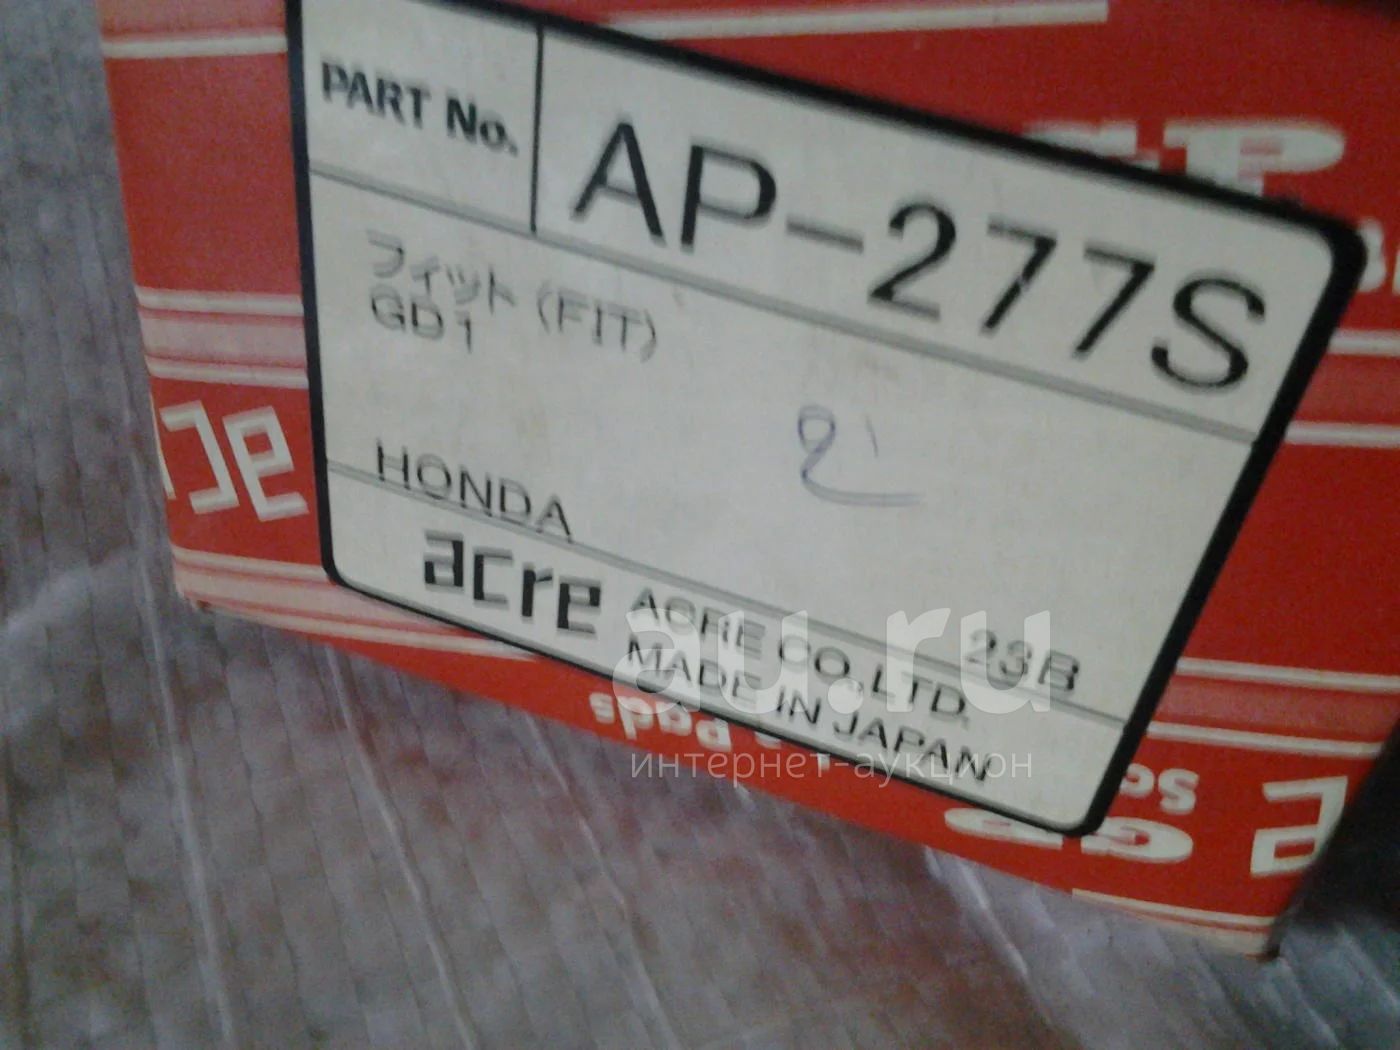 PART No.
AP-277S
フィット (FIT)
GD1
HONDA
23B
acre
ACRE CO.,LTD.
MADE IN JAPAN
au.ru
интернет-аукцион
Pads